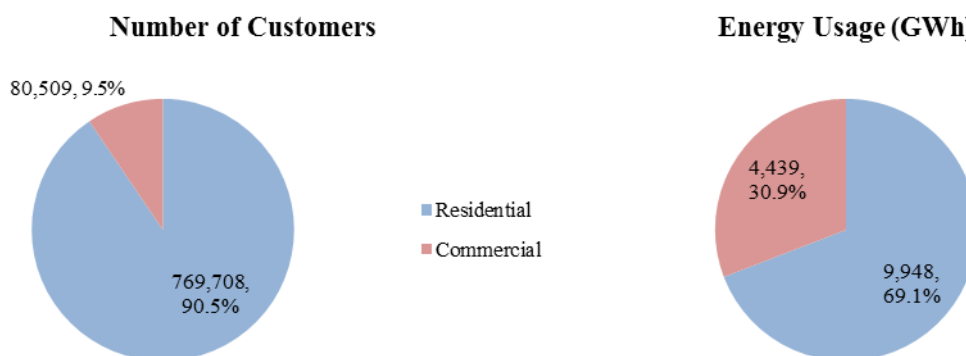 Number of Customers
80,509, 9.5%
769,708,
90.5%
Residential
Commercial
Energy Usage (GWh)
4,439,
30.9%
9,948,
69.1%